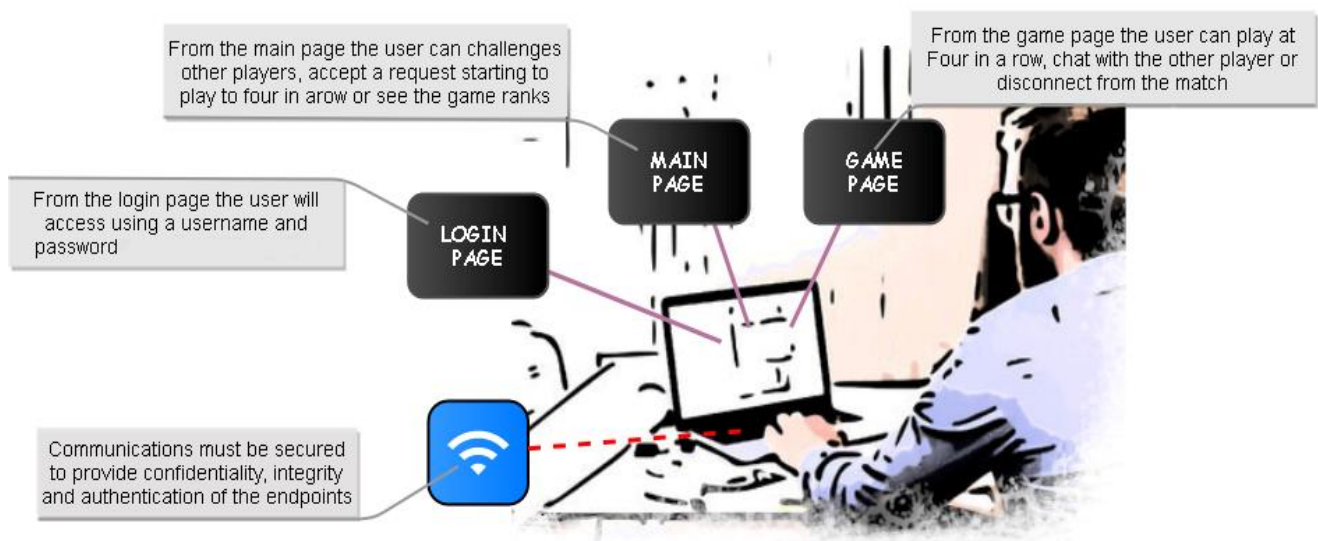 From the main page the user can challenges
other players, accept a request starting to
play to four in arow or see the game ranks
From the game page the user can play at
Four in a row, chat with the other player or
disconnect from the match
MAIN
PAGE
GAME
PAGE
From the login page the user will
access using a username and
password
LOGIN
PAGE
Communications must be secured
to provide confidentiality, integrity
and authentication of the endpoints